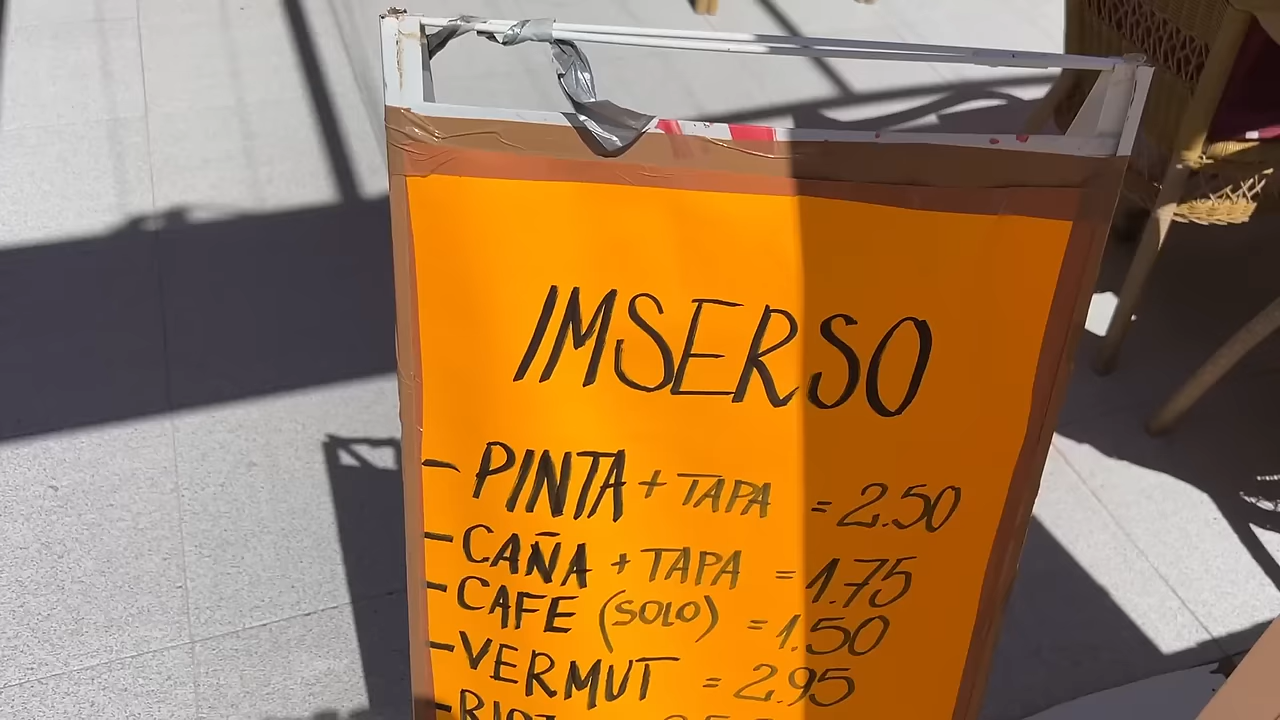 IMSERSO
- PINTA + TAPA = 2.50
- CAÑA + TAPA = 1.75
- CAFE (SOLO) = 1.50
- VERMUT = 2.95